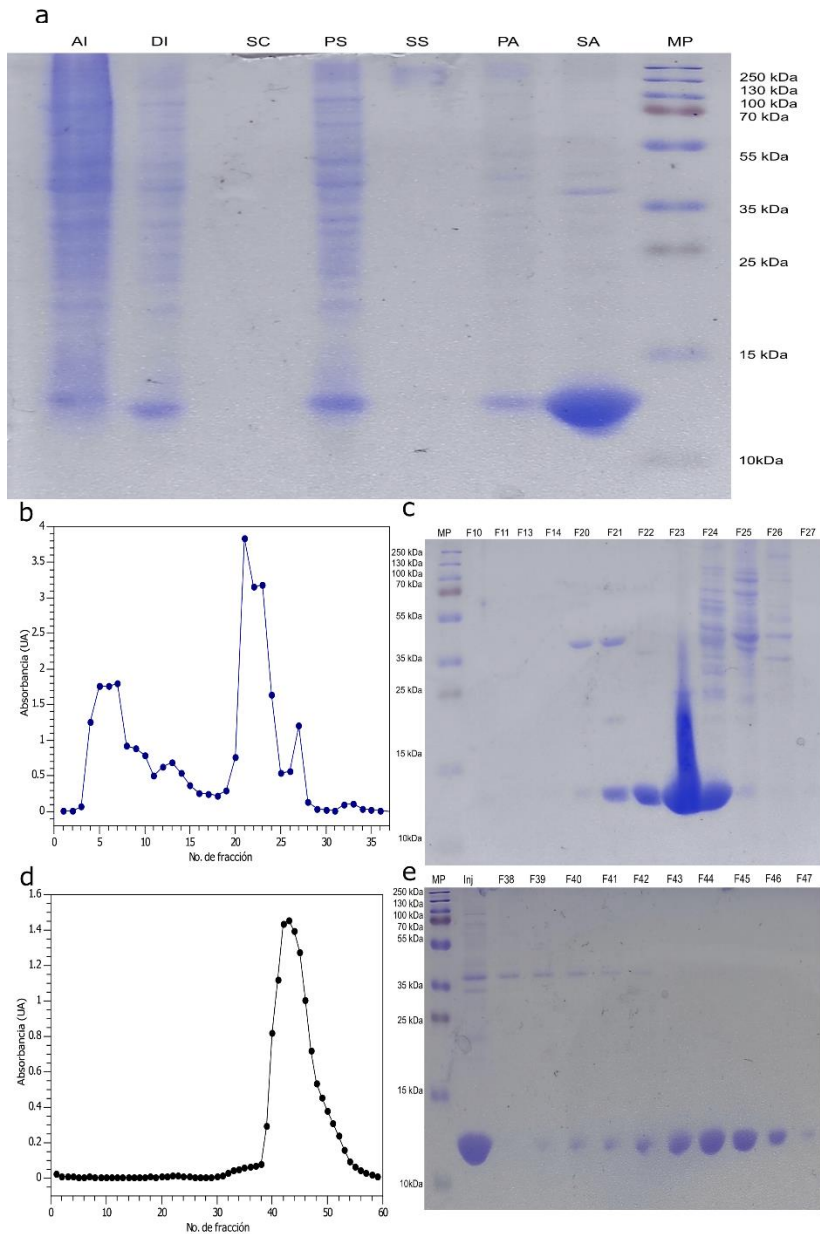 a
AI DI SC PS SS PA SA MP
250 kDa
130 kDa
100 kDa
70 kDa
55 kDa
35 kDa
25 kDa
15 kDa
10kDa
b
4
3.5
3
2.5
2
1.5
1
0.5
0
Absorbancia (UA)
0 5 10 15 20 25 30 35
No. de fracción
c
MP F10 F11 F13 F14 F20 F21 F22 F23 F24 F25 F26 F27
250 kDa
130 kDa
100 kDa
70 kDa
55 kDa
35 kDa
25 kDa
15 kDa
10kDa
d
1.6
1.4
1.2
1
0.8
0.6
0.4
0.2
0
Absorbancia (UA)
0 10 20 30 40 50 60
No. de fracción
e
MP Inj F38 F39 F40 F41 F42 F43 F44 F45 F46 F47
250 kDa
130 kDa
100 kDa
70 kDa
55 kDa
35 kDa
25 kDa
15 kDa
10kDa